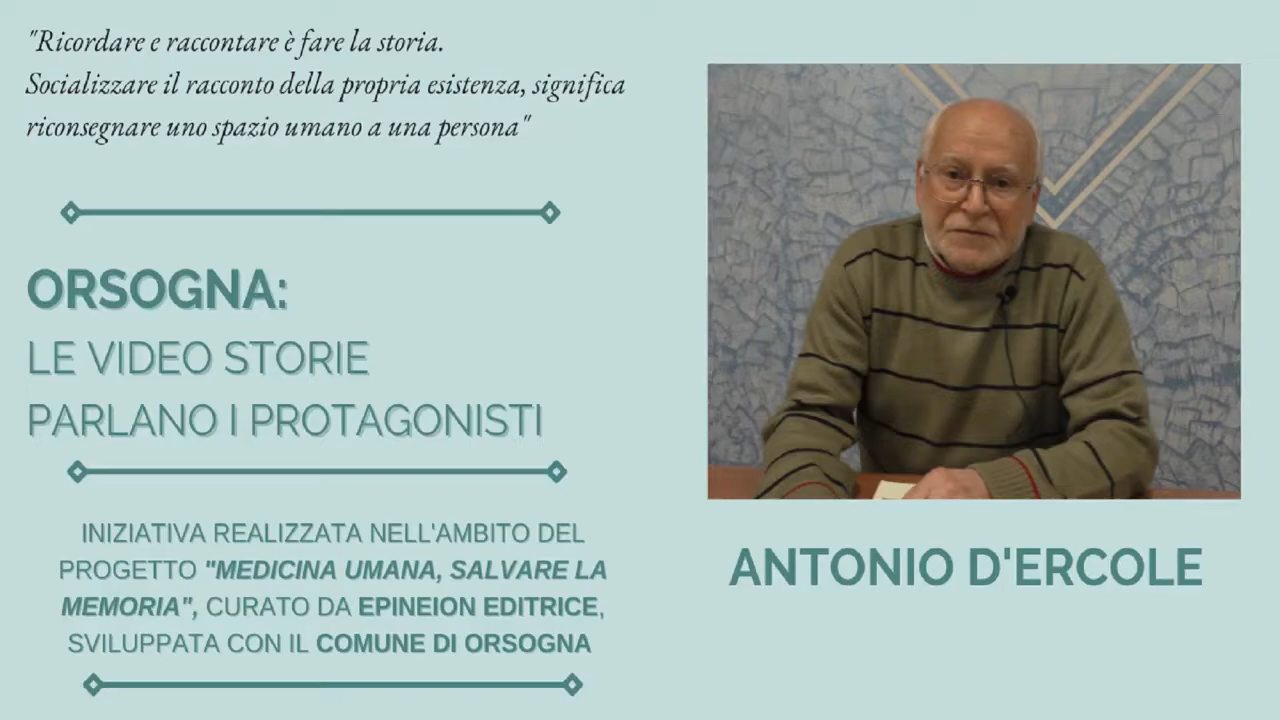 "Ricordare e raccontare è fare la storia.
Socializzare il racconto della propria esistenza, significa
riconsegnare uno spazio umano a una persona"
ORSOGNA:
LE VIDEO STORIE
PARLANO I PROTAGONISTI
INIZIATIVA REALIZZATA NELL'AMBITO DEL
PROGETTO "MEDICINA UMANA, SALVARE LA
MEMORIA", CURATO DA EPINEION EDITRICE,
SVILUPPATA CON IL COMUNE DI ORSOGNA
ANTONIO D'ERCOLE